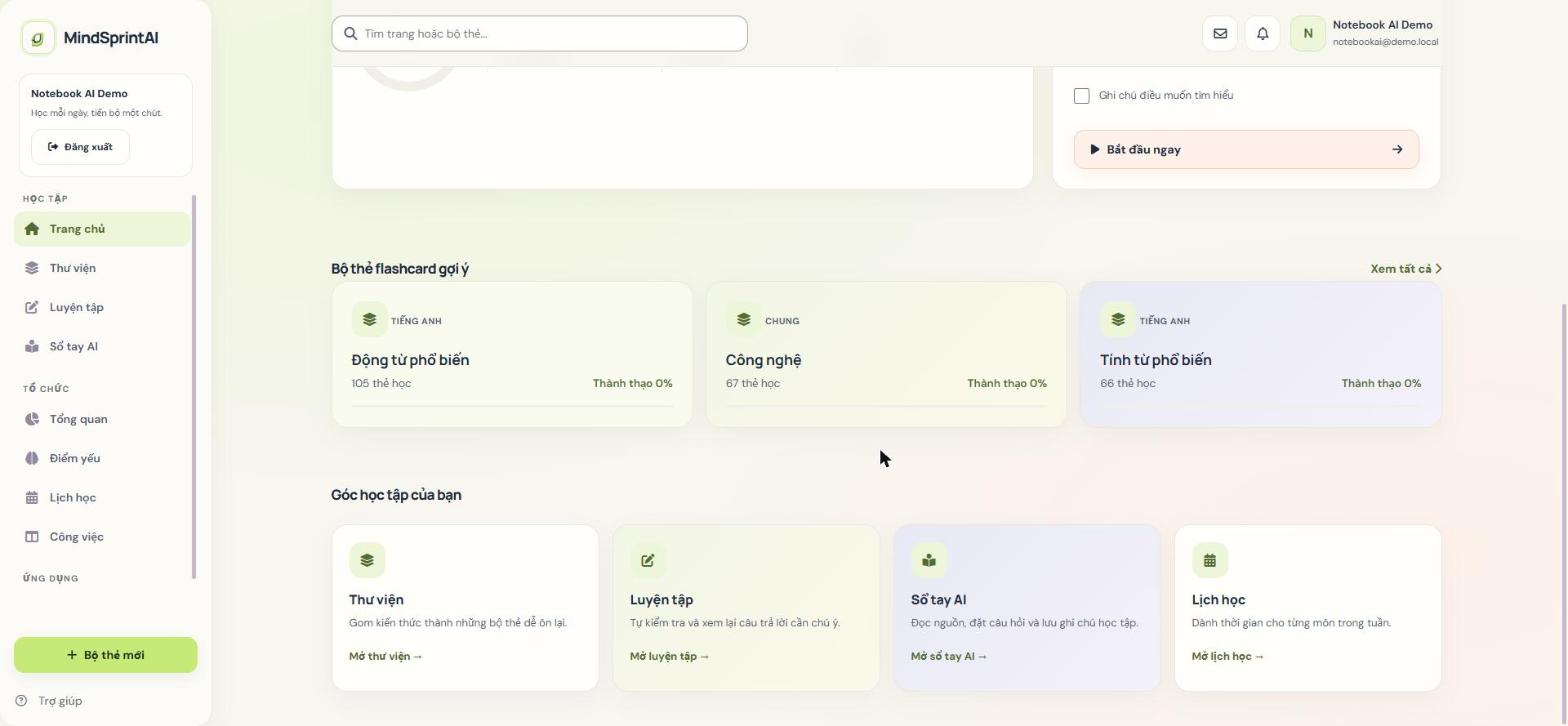 MindSprintAI
Tìm trang hoặc bộ thẻ...
N
Notebook AI Demo
notebookai@demo.local
Notebook AI Demo
Học mỗi ngày, tiến bộ một chút.
Đăng xuất
HỌC TẬP
Trang chủ
Thư viện
Luyện tập
Sổ tay AI
TỔ CHỨC
Tổng quan
Điểm yếu
Lịch học
Công việc
ỨNG DỤNG
+ Bộ thẻ mới
Trợ giúp
Ghi chú điều muốn tìm hiểu
Bắt đầu ngay →
Bộ thẻ flashcard gợi ý
Xem tất cả >
TIẾNG ANH
Động từ phổ biến
105 thẻ học Thành thạo 0%
CHUNG
Công nghệ
67 thẻ học Thành thạo 0%
TIẾNG ANH
Tính từ phổ biến
66 thẻ học Thành thạo 0%
Góc học tập của bạn
Thư viện
Gom kiến thức thành những bộ thẻ dễ ôn lại.
Mở thư viện →
Luyện tập
Tự kiểm tra và xem lại câu trả lời cần chú ý.
Mở luyện tập →
Sổ tay AI
Đọc nguồn, đặt câu hỏi và lưu ghi chú học tập.
Mở sổ tay AI →
Lịch học
Dành thời gian cho từng môn trong tuần.
Mở lịch học →